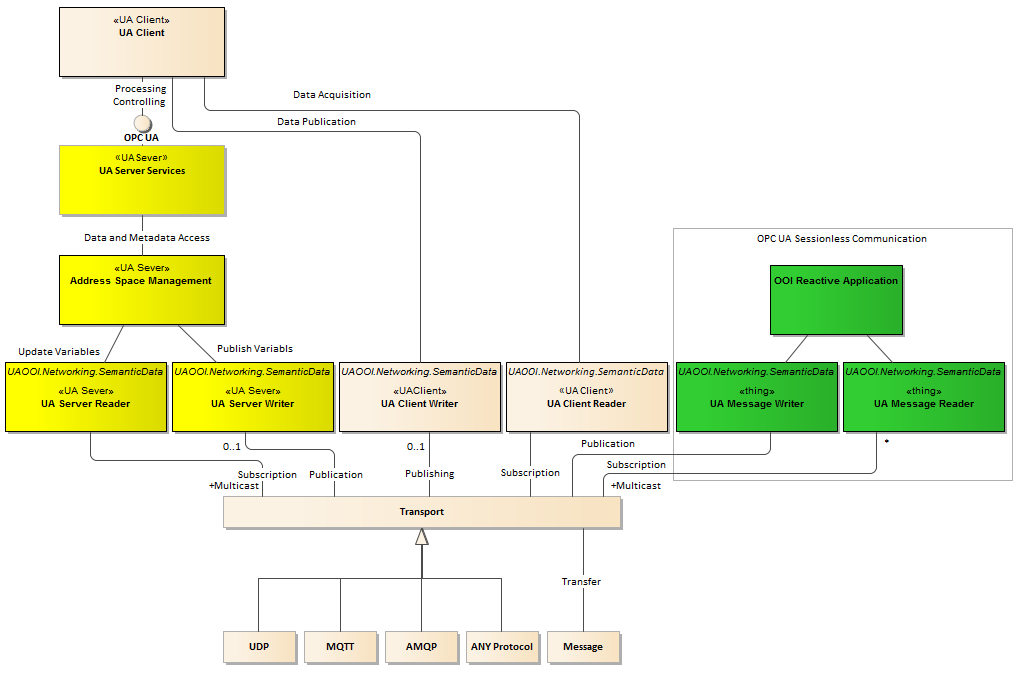 «UA Client»
UA Client
Processing
Controlling
Data Acquisition
Data Publication
OPC UA
«UA Sever»
UA Server Services
Data and Metadata Access
OPC UA Sessionless Communication
«UA Sever»
Address Space Management
OOI Reactive Application
Update Variables
Publish Variabls
UAOOI.Networking.SemanticData
«UA Sever»
UA Server Reader
UAOOI.Networking.SemanticData
«UA Sever»
UA Server Writer
UAOOI.Networking.SemanticData
«UAClient»
UA Client Writer
UAOOI.Networking.SemanticData
«UAClient»
UA Client Reader
UAOOI.Networking.SemanticData
«thing»
UA Message Writer
UAOOI.Networking.SemanticData
«thing»
UA Message Reader
0..1
0..1
Publication
*
Subscription
+Multicast
Publication
Publishing
Subscription
Subscription
+Multicast
Transport
Transfer
UDP
MQTT
AMQP
ANY Protocol
Message